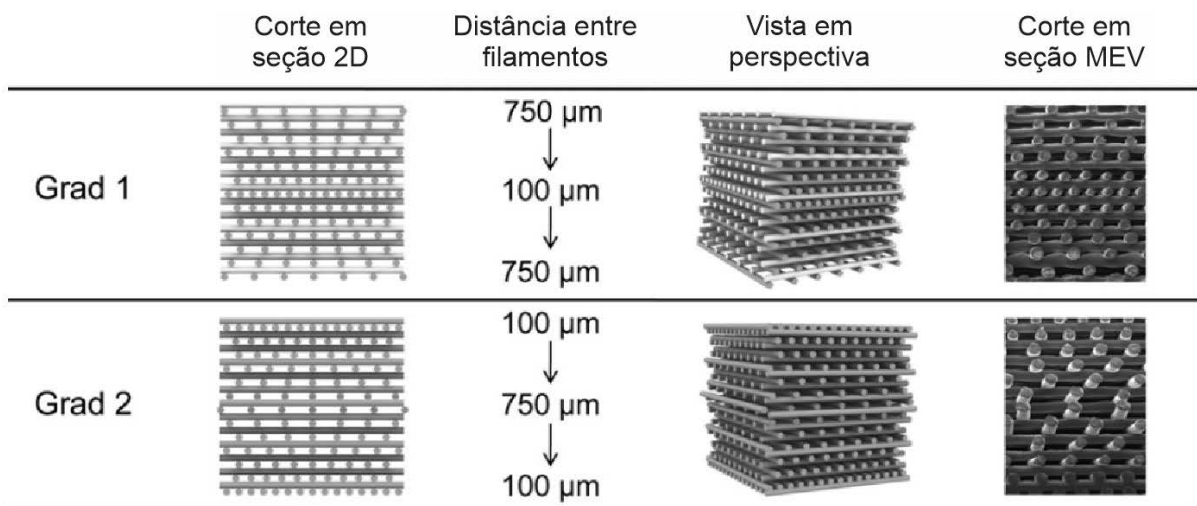 Corte em
seção 2D
Distância entre
filamentos
Vista em
perspectiva
Corte em
seção MEV
Grad 1
750 µm
100 µm
750 µm
Grad 2
100 µm
750 µm
100 µm